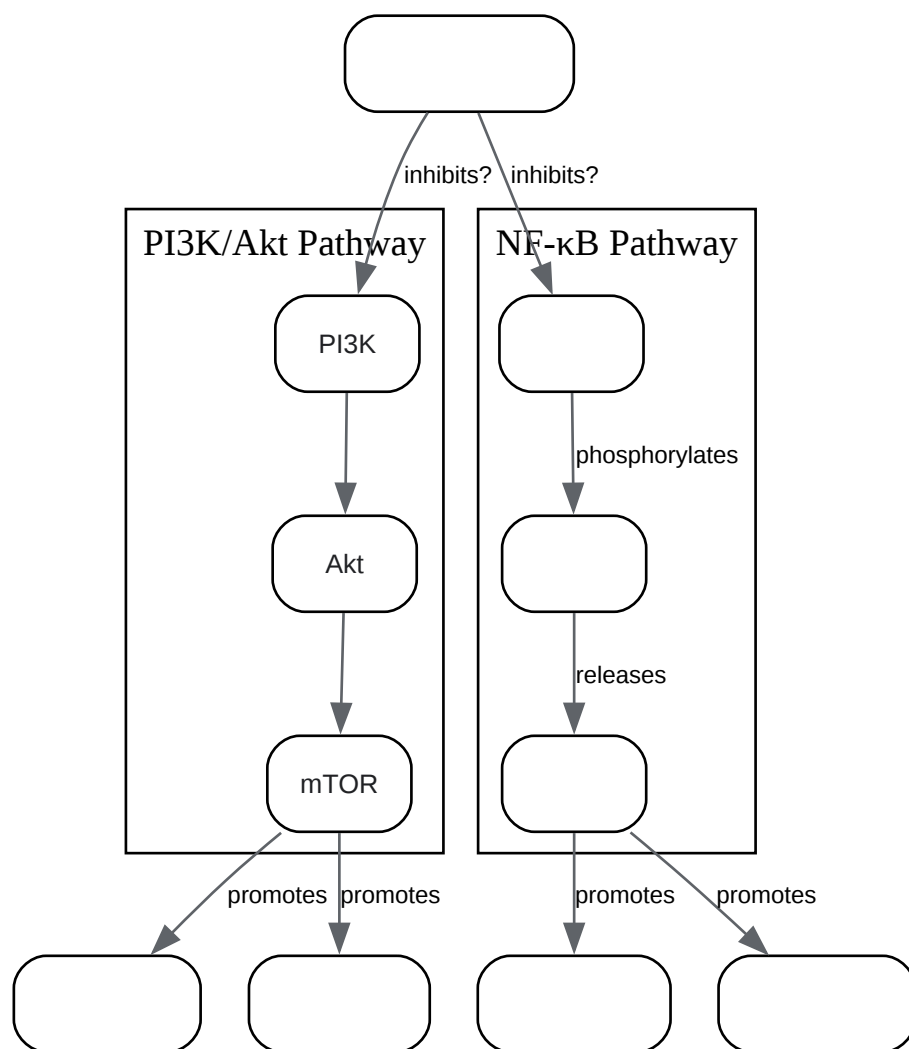 inhibits?
inhibits?
PI3K/Akt Pathway
NF-κB Pathway
PI3K
phosphorylates
Akt
releases
mTOR
promotes
promotes
promotes
promotes